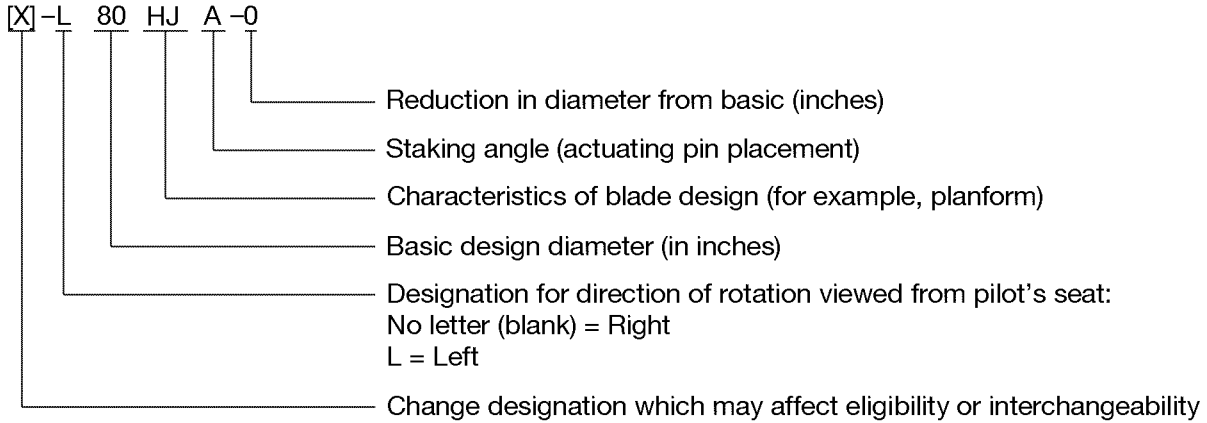 [X] –L 80 HJ A –0
Reduction in diameter from basic (inches)
Staking angle (actuating pin placement)
Characteristics of blade design (for example, planform)
Basic design diameter (in inches)
Designation for direction of rotation viewed from pilot’s seat:
No letter (blank) = Right
L = Left
Change designation which may affect eligibility or interchangeability